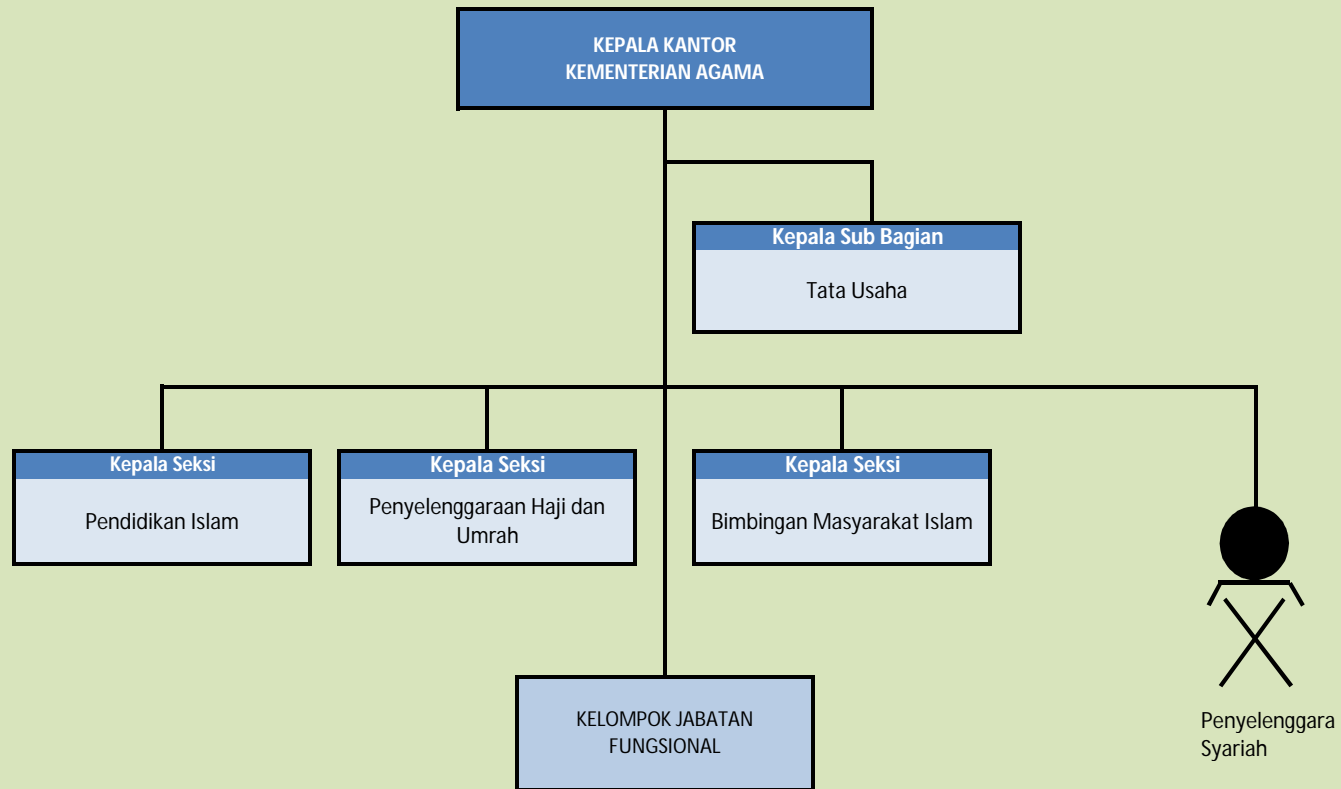 KEPALA KANTOR
KEMENTERIAN AGAMA
Kepala Sub Bagian
Tata Usaha
Kepala Seksi
Pendidikan Islam
Kepala Seksi
Penyelenggaraan Haji dan
Umrah
Kepala Seksi
Bimbingan Masyarakat Islam
Penyelenggara
Syariah
KELOMPOK JABATAN
FUNGSIONAL